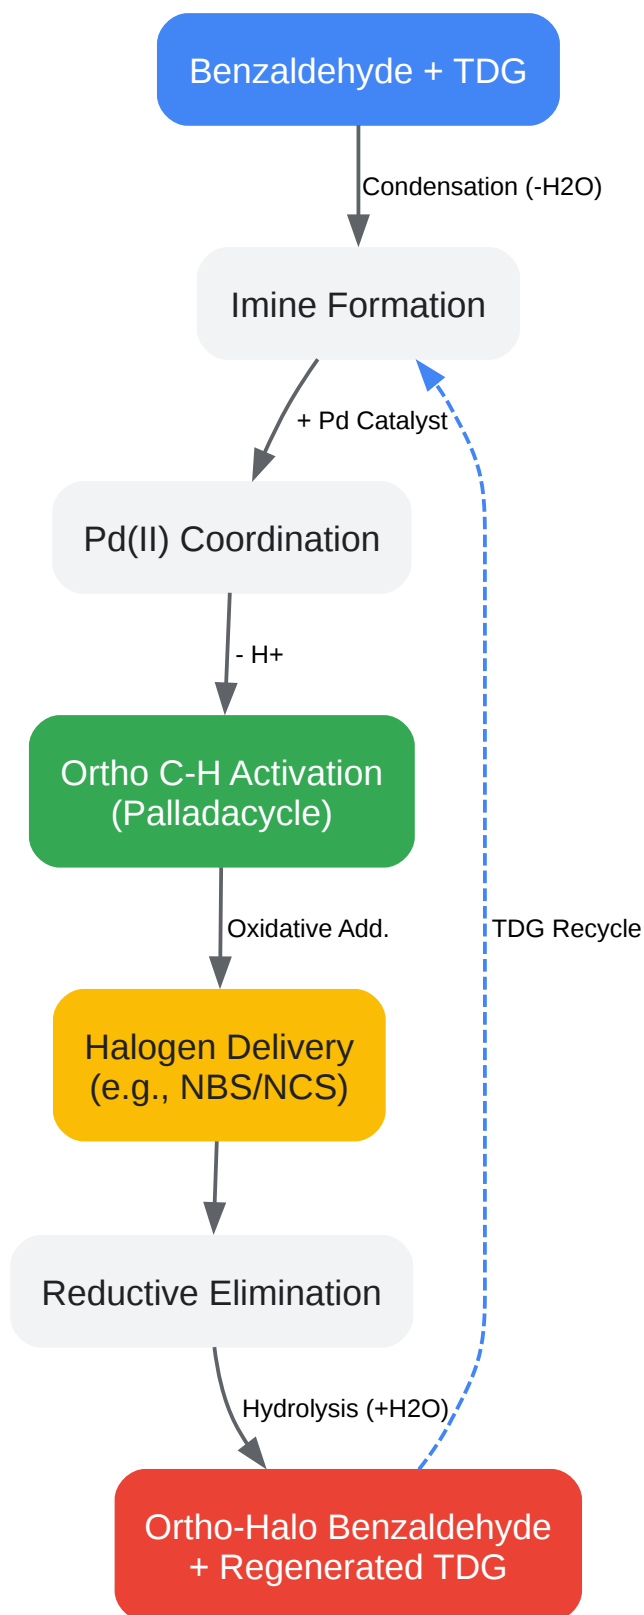 Benzaldehyde + TDG
Condensation (-H2O)
Imine Formation
+ Pd Catalyst
Pd(II) Coordination
- H+
Ortho C-H Activation
(Palladacycle)
Oxidative Add.
TDG Recycle
Halogen Delivery
(e.g., NBS/NCS)
Reductive Elimination
Hydrolysis (+H2O)
Ortho-Halo Benzaldehyde
+ Regenerated TDG